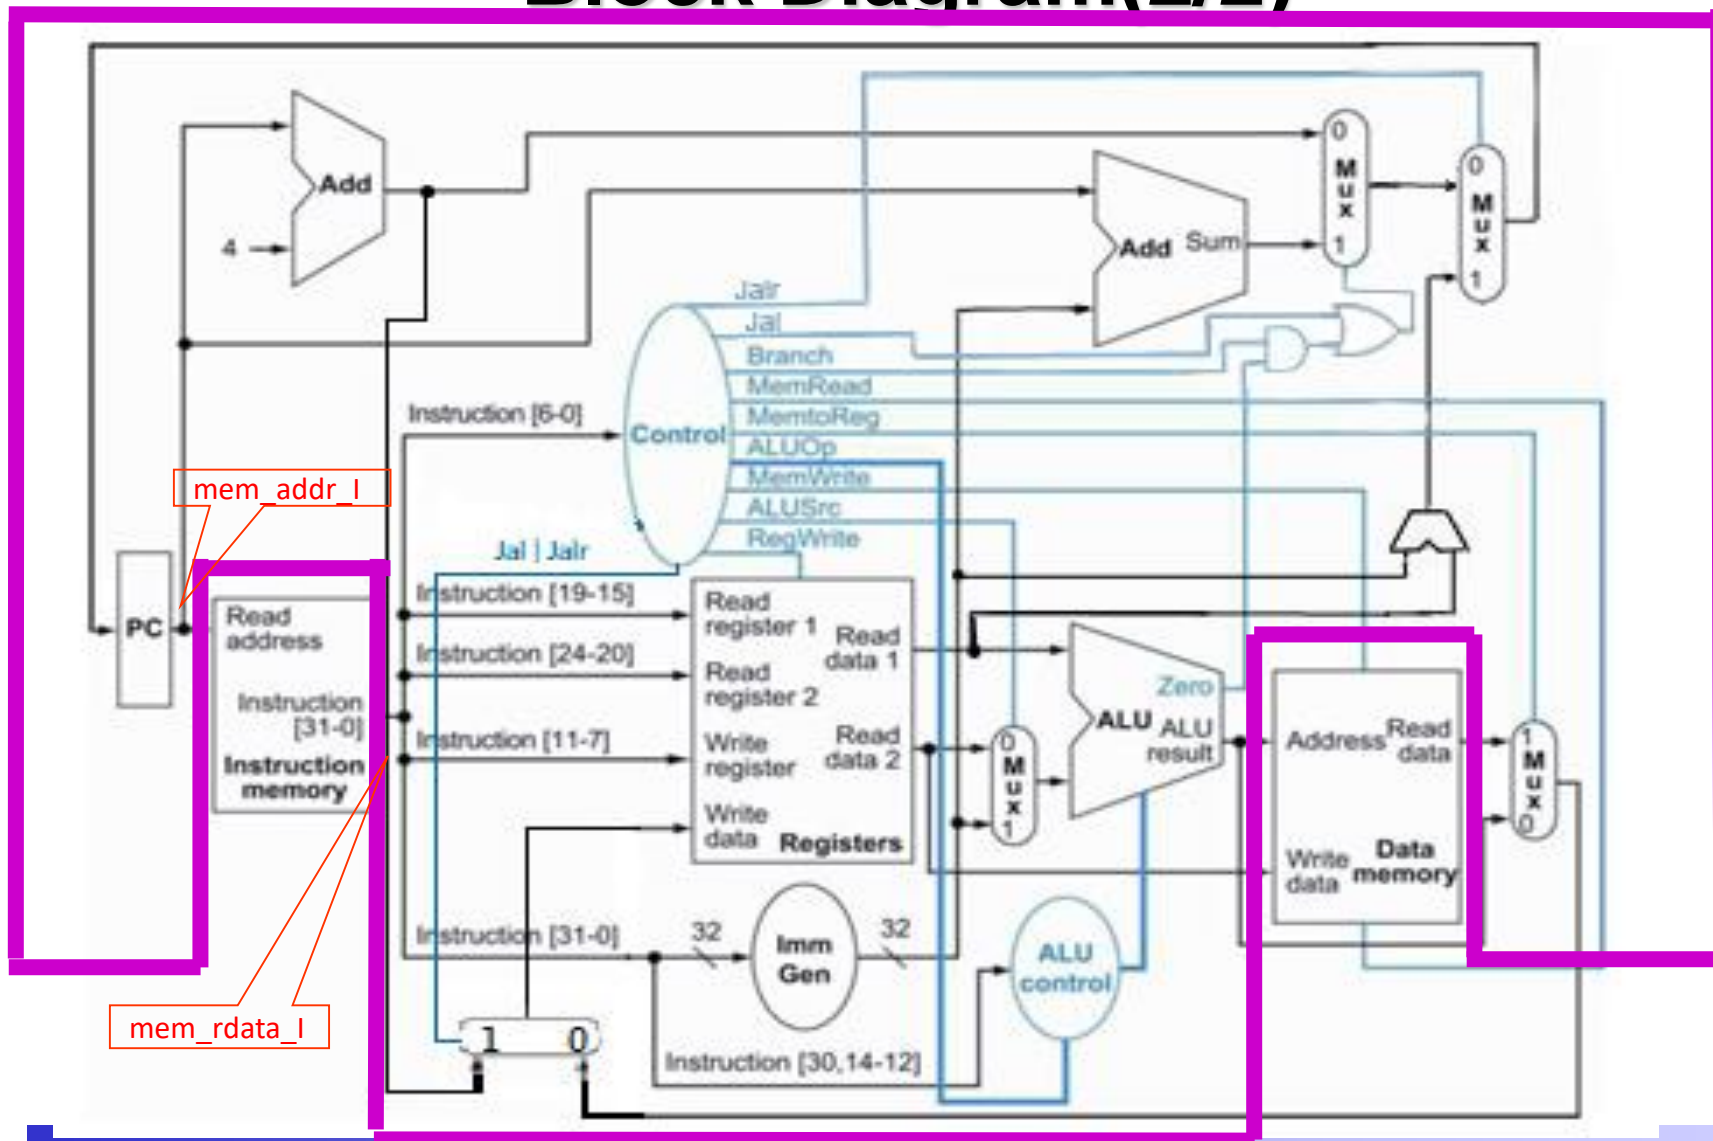 Block Diagram(2/2)
Add
4
Add Sum
0
M
u
x
1
0
M
u
x
1
Jalr
Jal
Branch
MemRead
MemtoReg
ALUOp
MemWrite
ALUSrc
RegWrite
Control
Instruction [6-0]
mem_addr_I
Jal | Jalr
PC
Read
address
Instruction
[31-0]
Instruction
memory
Instruction [19-15]
Instruction [24-20]
Instruction [11-7]
Read
register 1
Read
register 2
Write
register
Write
data
Read
data 1
Read
data 2
Registers
0
M
u
x
1
Zero
ALU
ALU
result
Address
Read
data
Write
data
Data
memory
1
M
u
x
0
Instruction [31-0]
32
Imm
Gen
32
ALU
control
mem_rdata_I
1 0
Instruction [30,14-12]